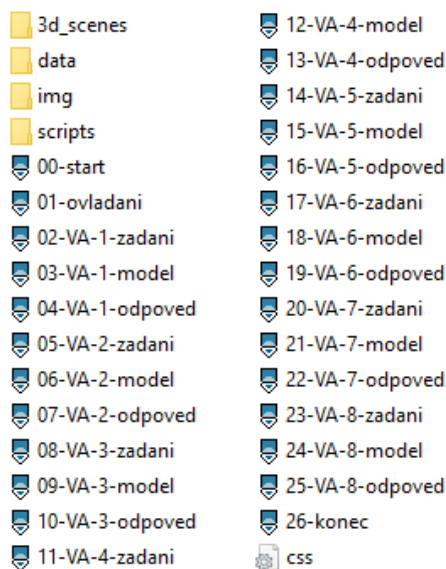 3d_scenes
data
img
scripts
00-start
01-ovladani
02-VA-1-zadani
03-VA-1-model
04-VA-1-odpoved
05-VA-2-zadani
06-VA-2-model
07-VA-2-odpoved
08-VA-3-zadani
09-VA-3-model
10-VA-3-odpoved
11-VA-4-zadani
12-VA-4-model
13-VA-4-odpoved
14-VA-5-zadani
15-VA-5-model
16-VA-5-odpoved
17-VA-6-zadani
18-VA-6-model
19-VA-6-odpoved
20-VA-7-zadani
21-VA-7-model
22-VA-7-odpoved
23-VA-8-zadani
24-VA-8-model
25-VA-8-odpoved
26-konec
css